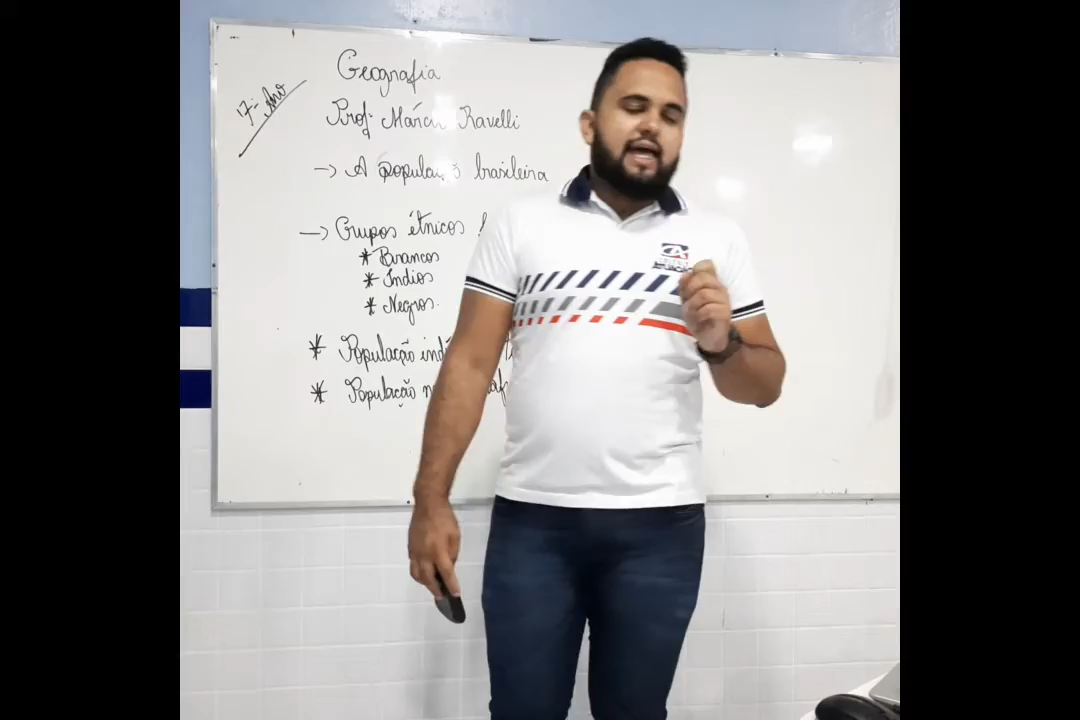 Geografia
7º Ano
Prof. Márcio Ravelli
→ A população brasileira
→ Grupos étnicos
* Brancos
* Índios
* Negros.
* População
* População